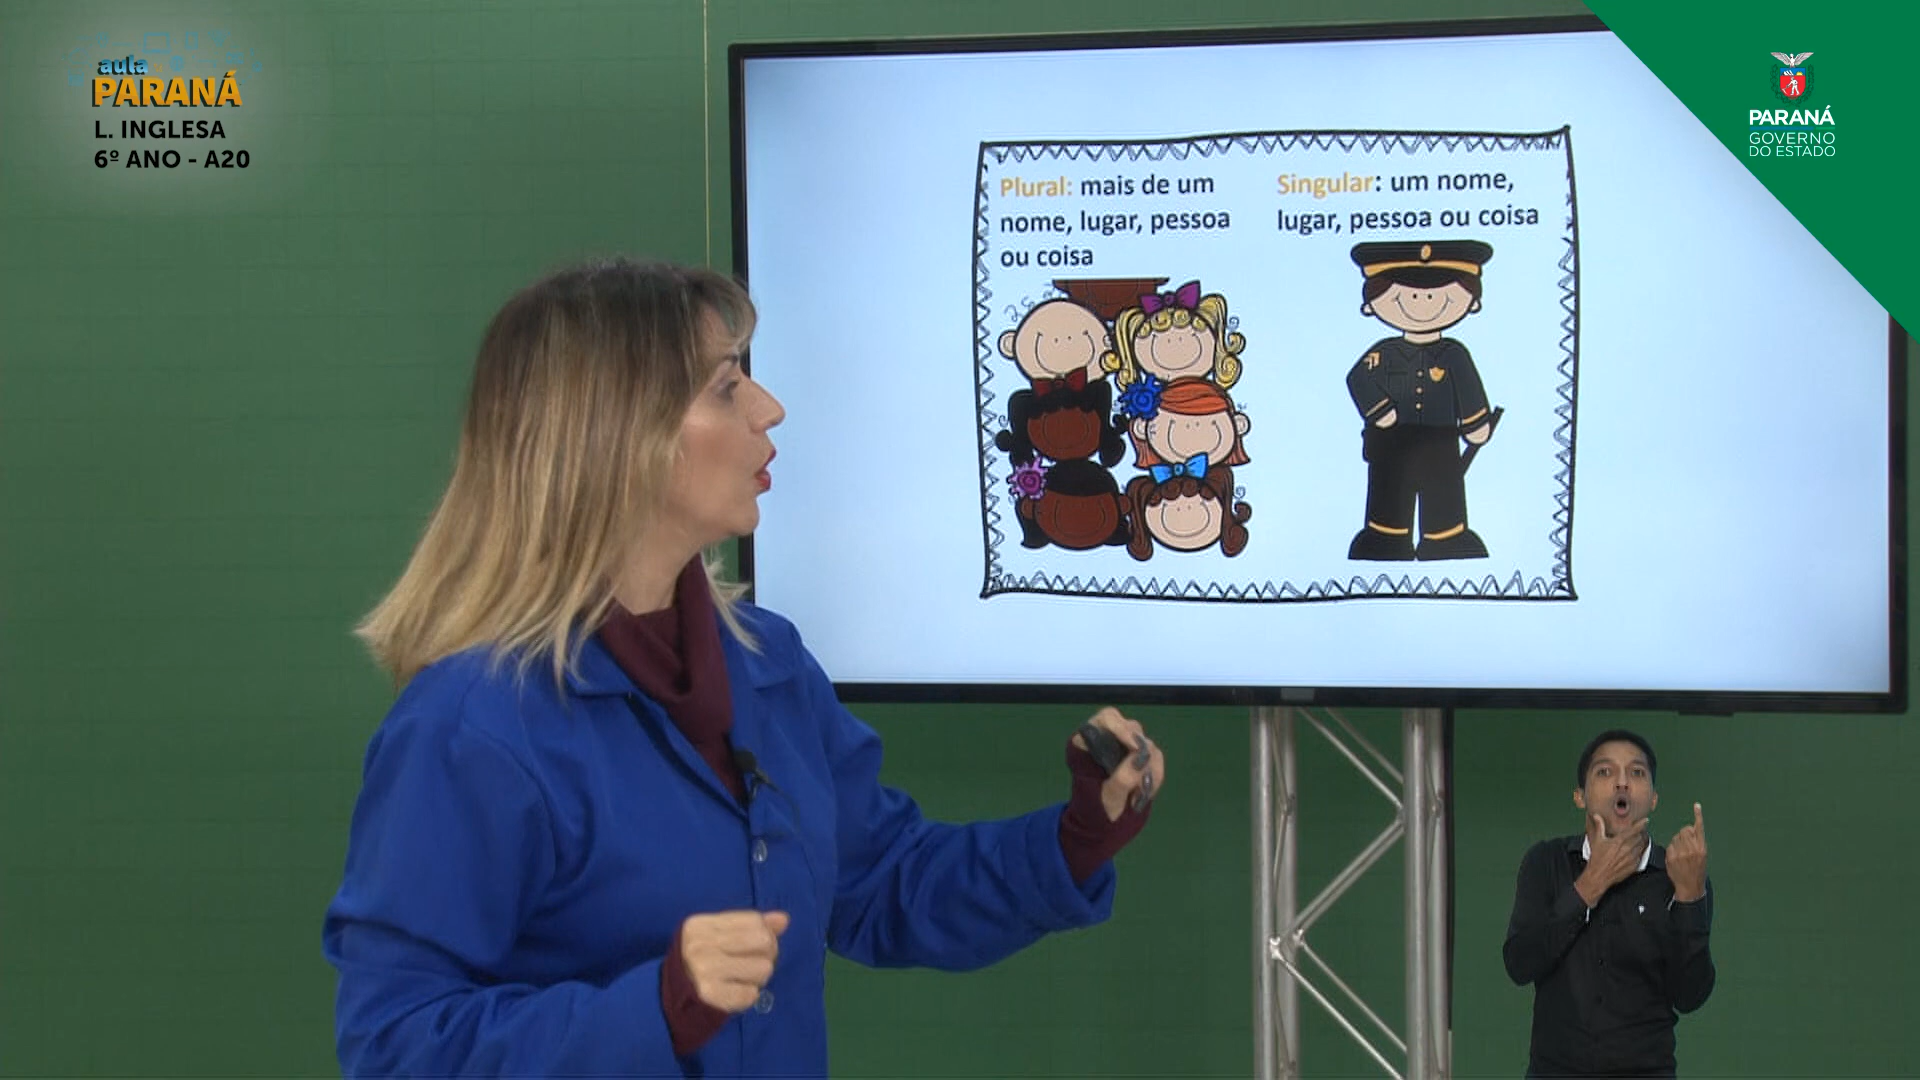 aula
PARANÁ
L. INGLESA
6º ANO - A20
Plural: mais de um
nome, lugar, pessoa
ou coisa
Singular: um nome,
lugar, pessoa ou coisa
PARANÁ
GOVERNO
DO ESTADO